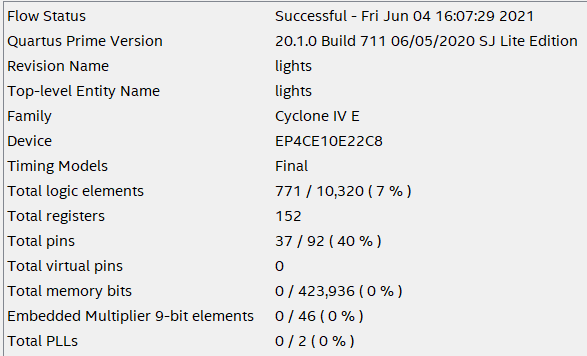 Flow Status Successful - Fri Jun 04 16:07:29 2021
Quartus Prime Version 20.1.0 Build 711 06/05/2020 SJ Lite Edition
Revision Name lights
Top-level Entity Name lights
Family Cyclone IV E
Device EP4CE10E22C8
Timing Models Final
Total logic elements 771 / 10,320 ( 7 % )
Total registers 152
Total pins 37 / 92 ( 40 % )
Total virtual pins 0
Total memory bits 0 / 423,936 ( 0 % )
Embedded Multiplier 9-bit elements 0 / 46 ( 0 % )
Total PLLs 0 / 2 ( 0 % )